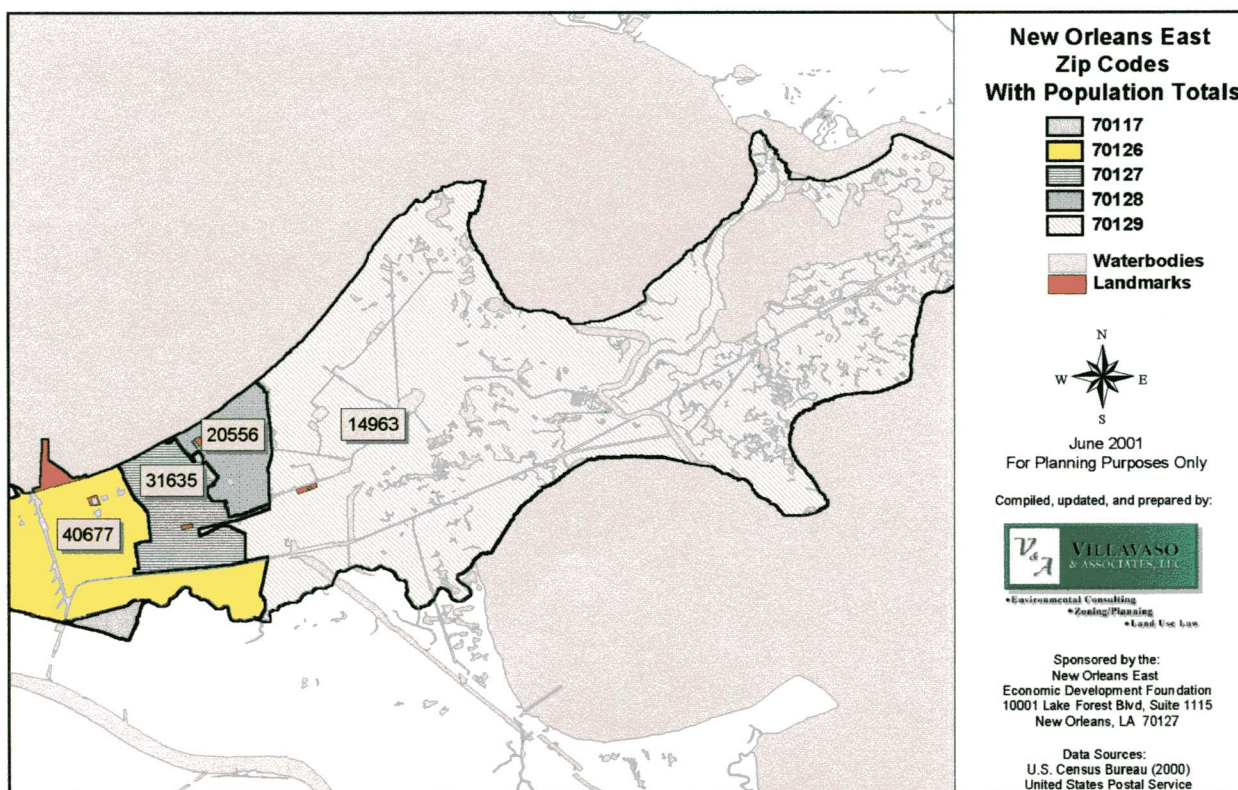 New Orleans East
Zip Codes
With Population Totals
70117
70126
70127
70128
70129
Waterbodies
Landmarks
N
W E
S
June 2001
For Planning Purposes Only
Compiled, updated, and prepared by:
V & A
VILLAVASO
& ASSOCIATES, LLC
•Environmental Consulting
•Zoning/Planning
•Land Use Law
Sponsored by the:
New Orleans East
Economic Development Foundation
10001 Lake Forest Blvd, Suite 1115
New Orleans, LA 70127
Data Sources:
U.S. Census Bureau (2000)
United States Postal Service
20556
14963
31635
40677